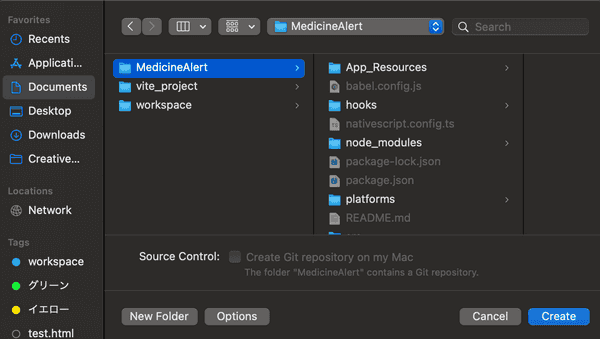 Favorites
Recents
Applicati...
Documents
Desktop
Downloads
Creative...
Locations
Network
Tags
workspace
グリーン
イエロー
test.html
MedicineAlert
Search
MedicineAlert
vite_project
workspace
App_Resources
babel.config.js
hooks
nativescript.config.ts
node_modules
package-lock.json
package.json
platforms
README.md
Source Control: Create Git repository on my Mac
The folder "MedicineAlert" contains a Git repository.
New Folder Options Cancel Create